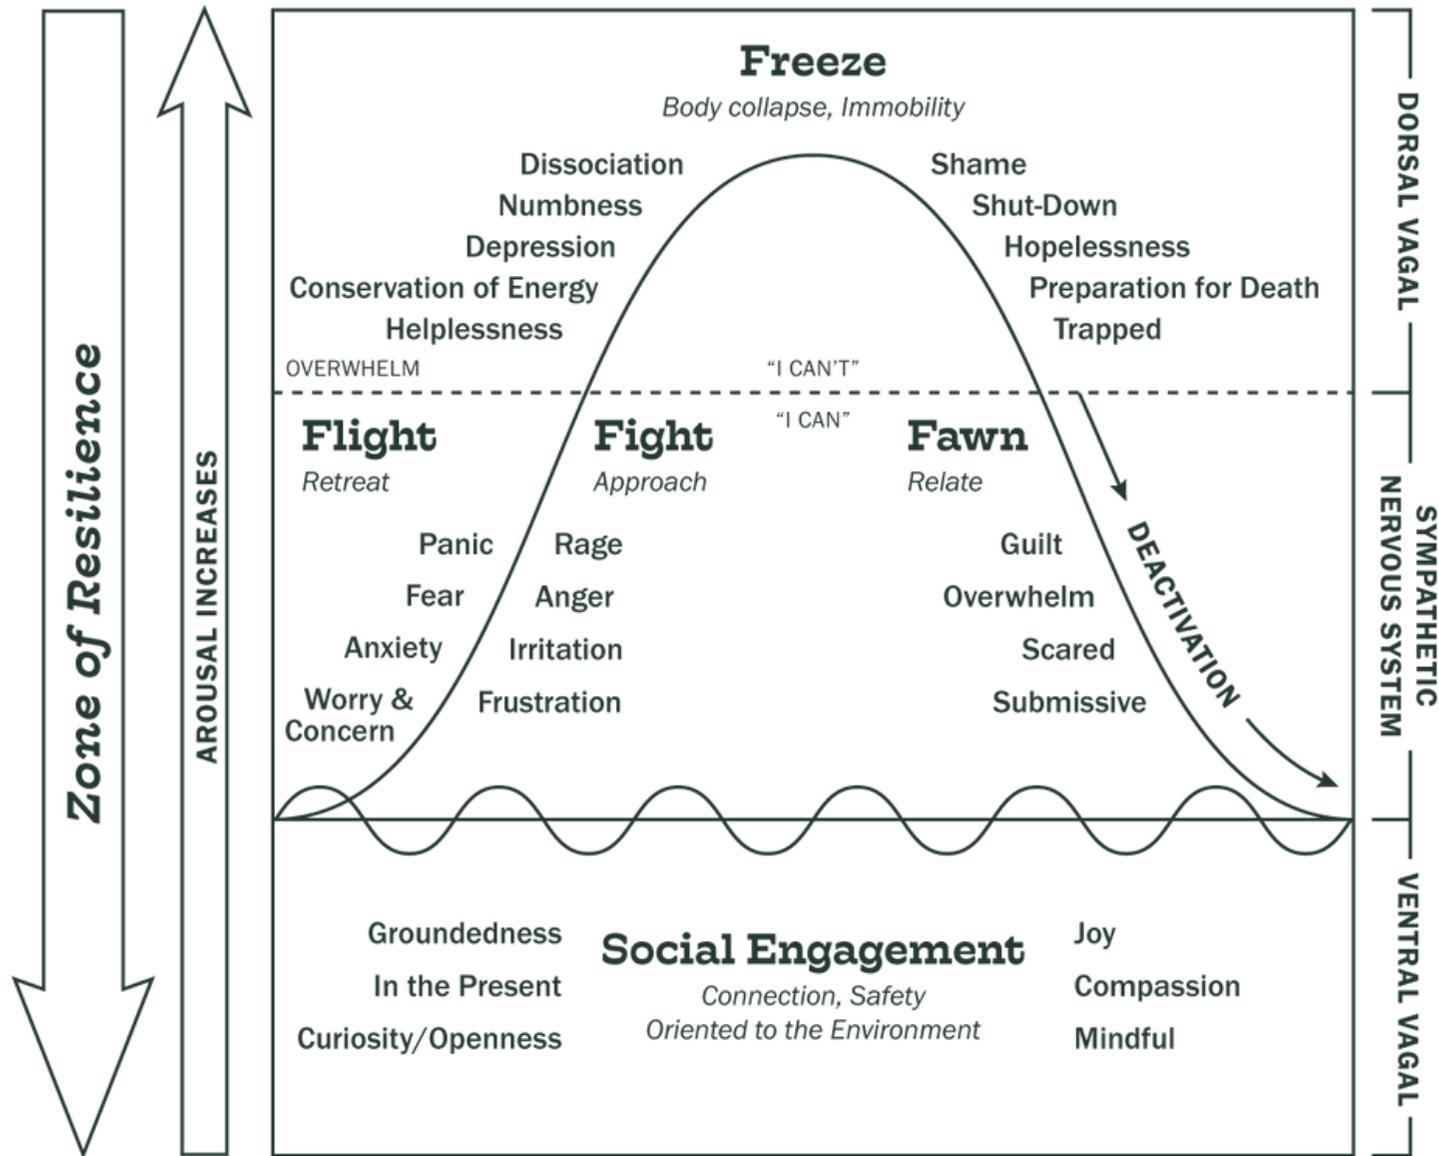 Zone of Resilience
AROUSAL INCREASES
Freeze
Body collapse, Immobility
Dissociation
Numbness
Depression
Conservation of Energy
Helplessness
Shame
Shut-Down
Hopelessness
Preparation for Death
Trapped
OVERWHELM
“I CAN’T”
“I CAN”
Flight
Retreat
Panic
Fear
Anxiety
Worry &
Concern
Fight
Approach
Rage
Anger
Irritation
Frustration
Fawn
Relate
Guilt
Overwhelm
Scared
Submissive
DEACTIVATION
Groundedness
In the Present
Curiosity/Openness
Social Engagement
Connection, Safety
Oriented to the Environment
Joy
Compassion
Mindful
DORSAL VAGAL
SYMPATHETIC
NERVOUS SYSTEM
VENTRAL VAGAL